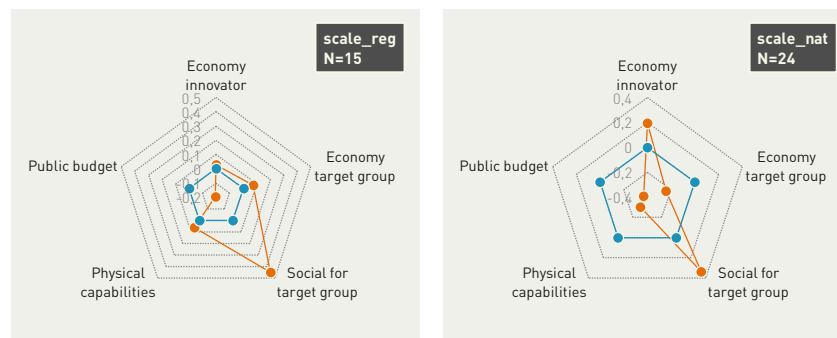 scale_reg
N=15
Economy
innovator
0,5
0,4
0,3
0,2
0,1
0
-0,1
-0,2
Public budget
Economy
target group
Physical
capabilities
Social for
target group
scale_nat
N=24
Economy
innovator
0,4
0,2
0
-0,2
-0,4
Public budget
Economy
target group
Physical
capabilities
Social for
target group